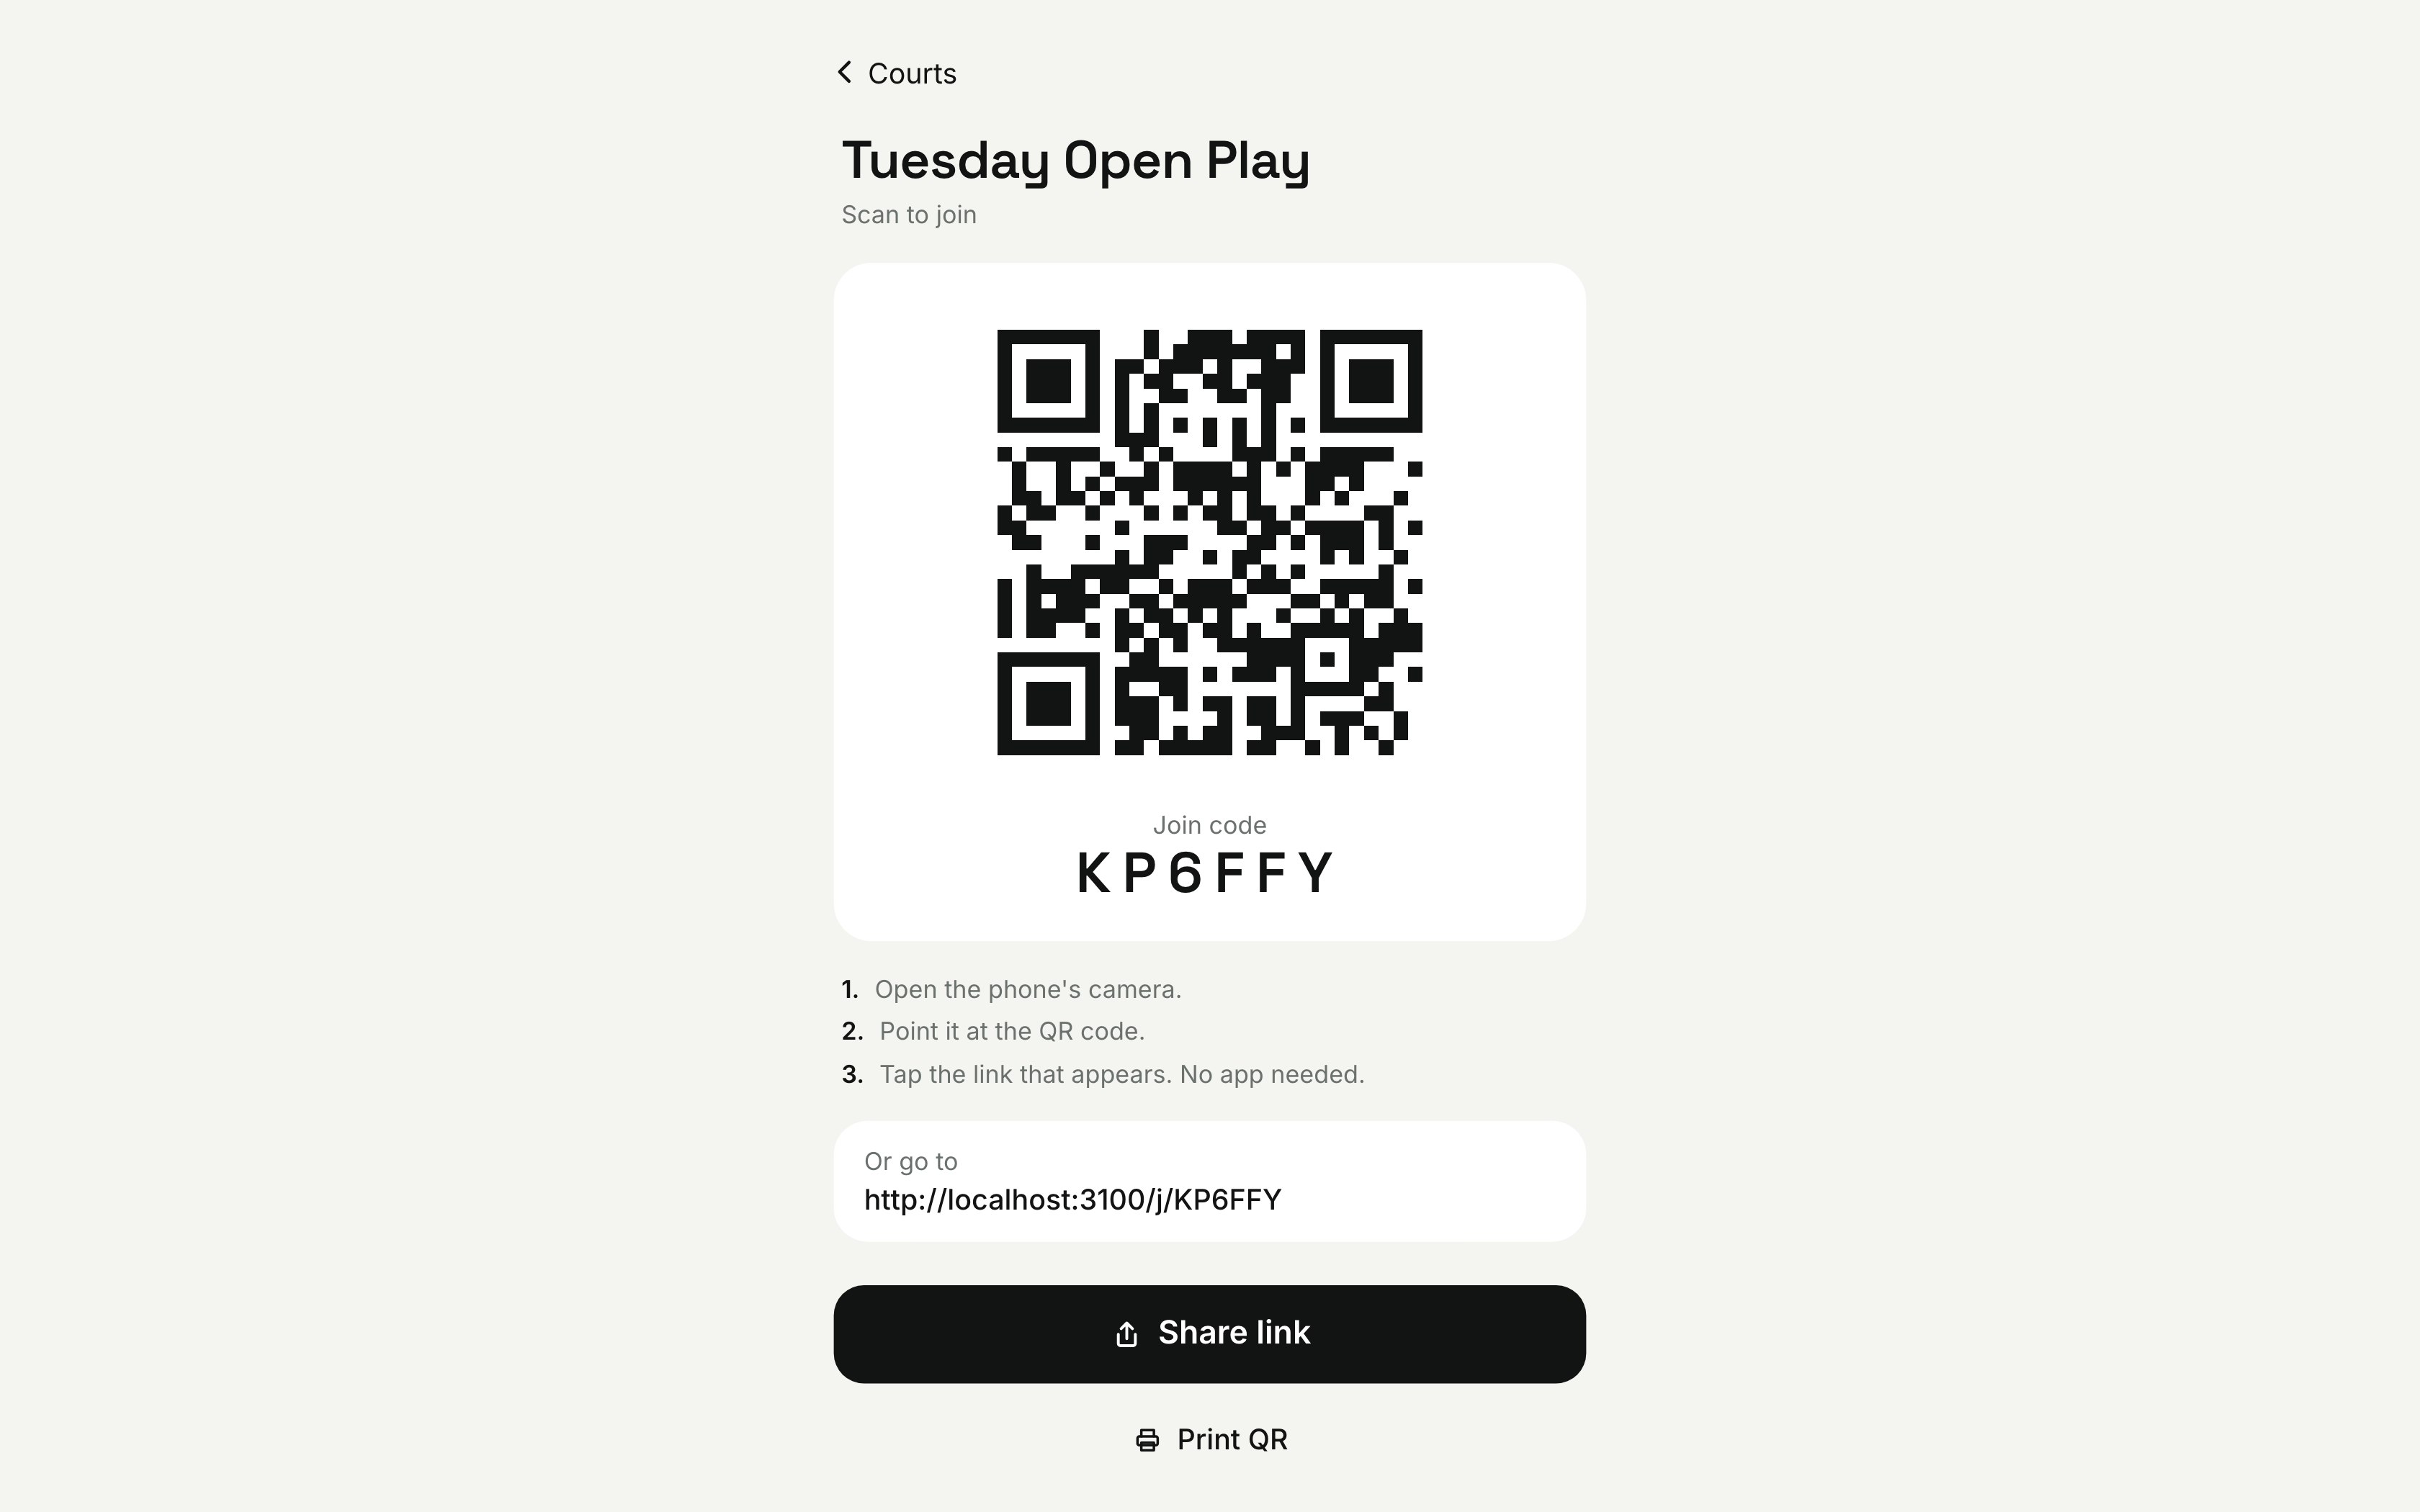 Courts
Tuesday Open Play
Scan to join
Join code
KP6FFY
1. Open the phone's camera.
2. Point it at the QR code.
3. Tap the link that appears. No app needed.
Or go to
http://localhost:3100/j/KP6FFY
Share link
Print QR